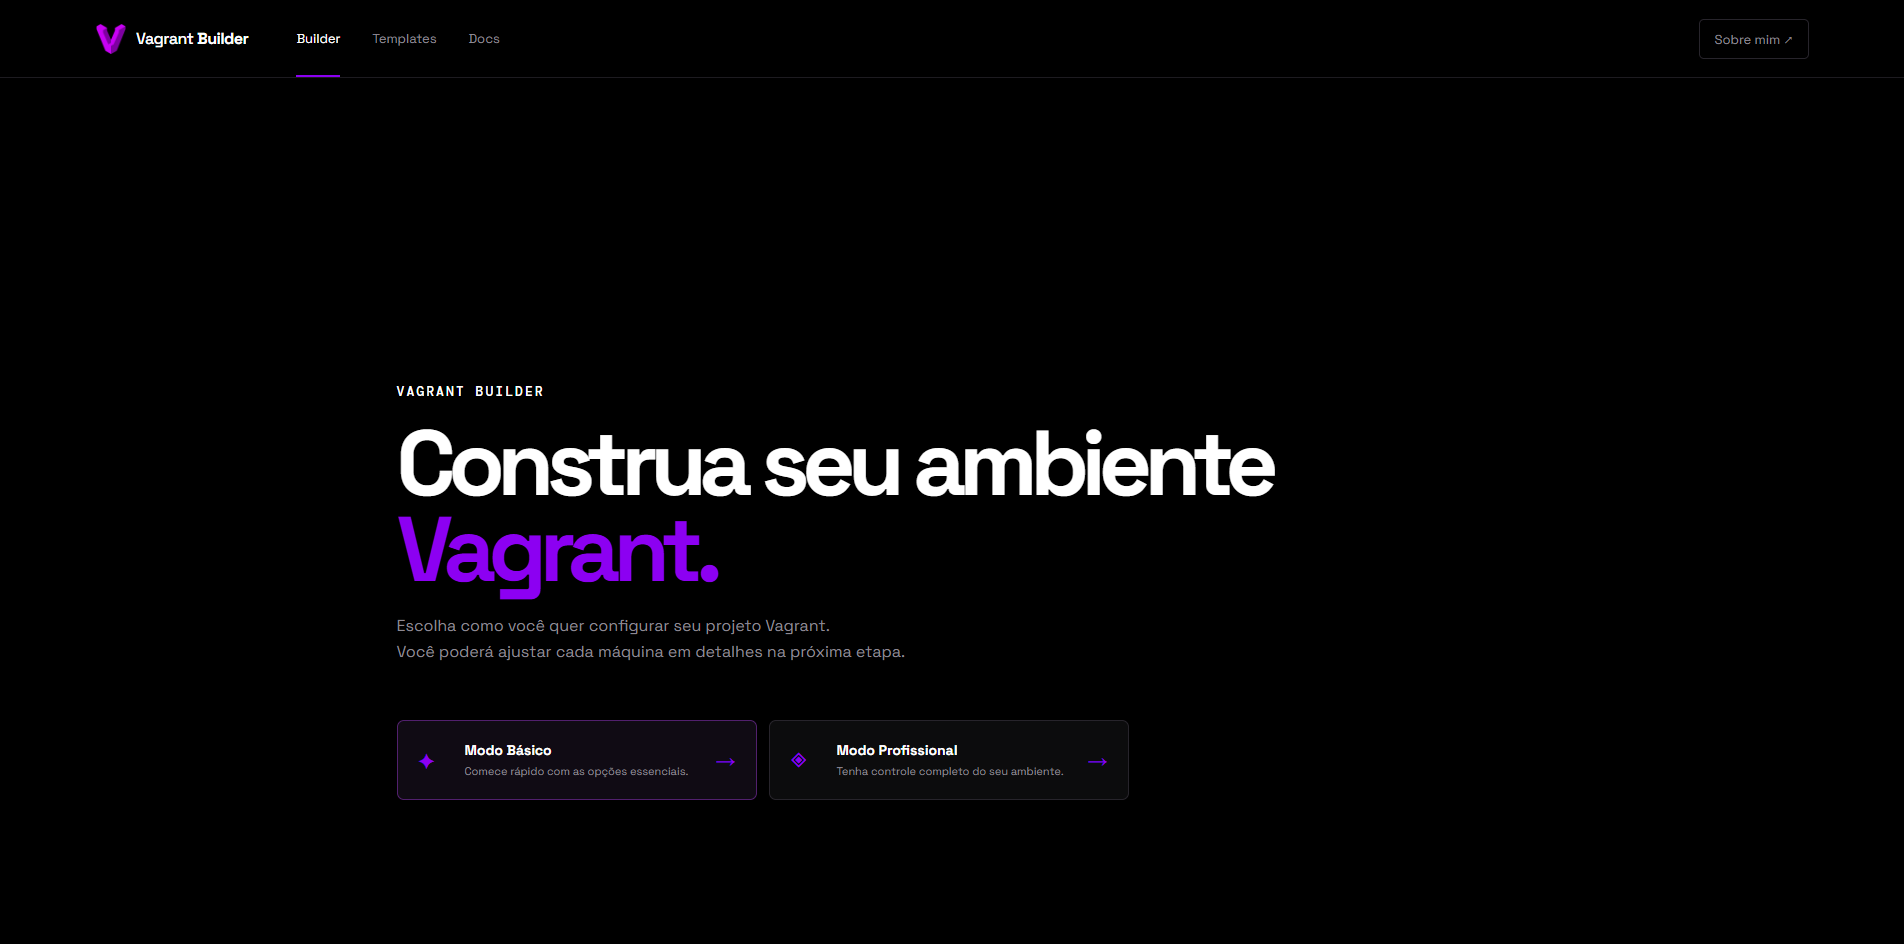 Vagrant Builder
Builder
Templates
Docs
Sobre mim ↗
VAGRANT BUILDER
Construa seu ambiente
Vagrant.
Escolha como você quer configurar seu projeto Vagrant.
Você poderá ajustar cada máquina em detalhes na próxima etapa.
Modo Básico
Comece rápido com as opções essenciais.
Modo Profissional
Tenha controle completo do seu ambiente.